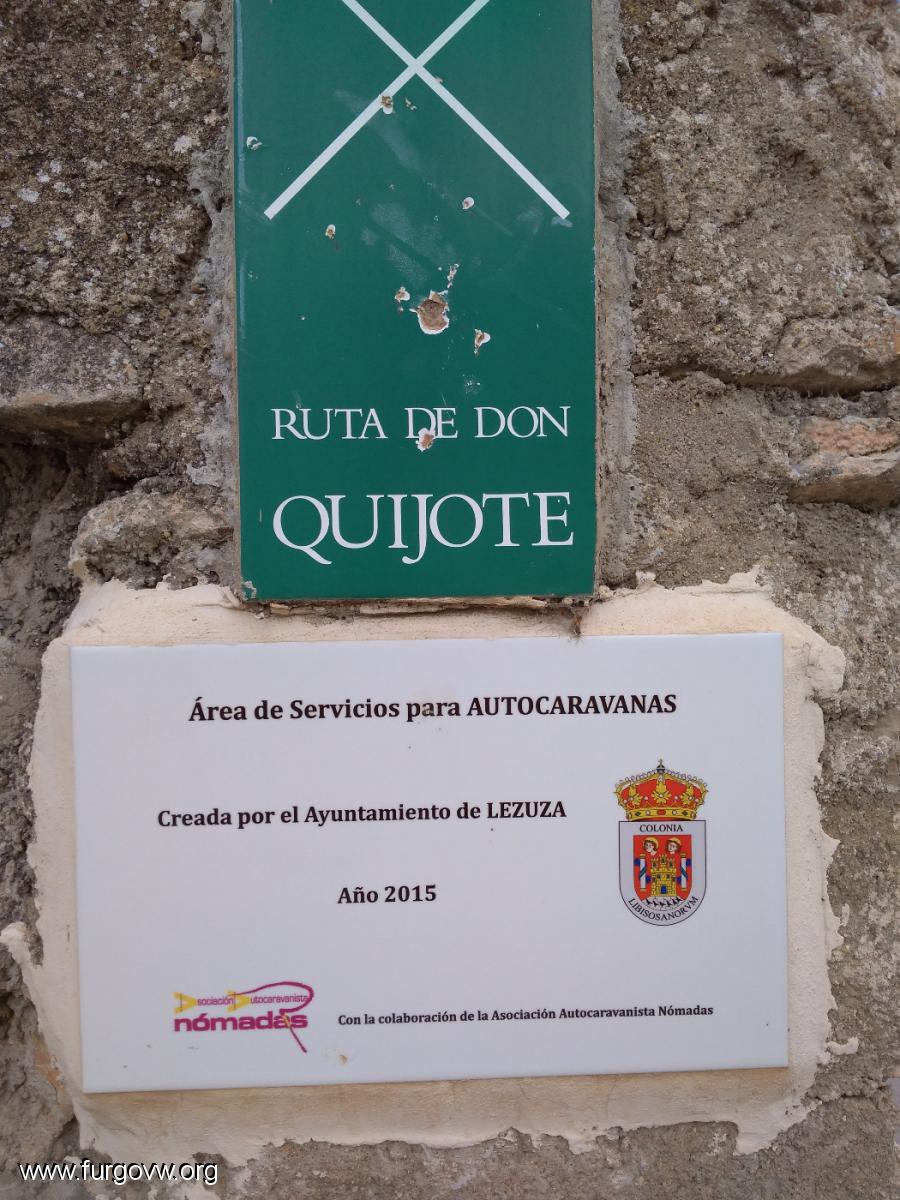 RUTA DE DON
QUIJOTE
Área de Servicios para AUTOCARAVANAS
Creada por el Ayuntamiento de LEZUZA
COLONIA
LIBISOSANORVM
Año 2015
Asociación Autocaravanista
nómadas
Con la colaboración de la Asociación Autocaravanista Nómadas
www.furgovw.org